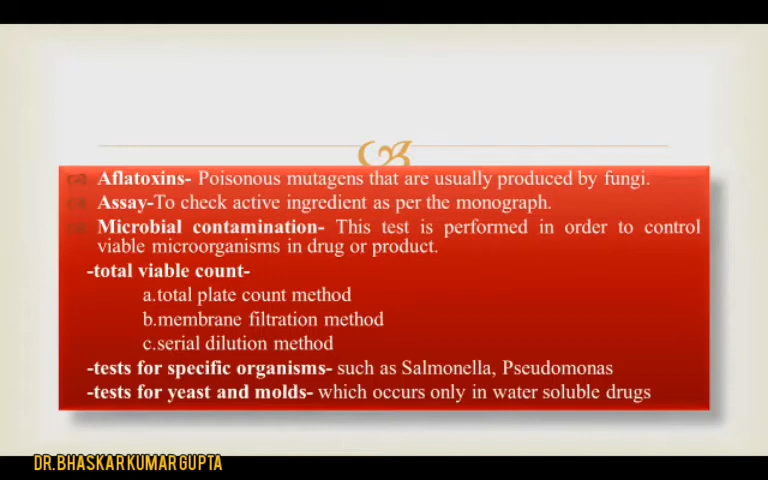 Aflatoxins- Poisonous mutagens that are usually produced by fungi.
Assay-To check active ingredient as per the monograph.
Microbial contamination- This test is performed in order to control
viable microorganisms in drug or product.
-total viable count-
a.total plate count method
b.membrane filtration method
c.serial dilution method
-tests for specific organisms- such as Salmonella, Pseudomonas
-tests for yeast and molds- which occurs only in water soluble drugs
DR.BHASKAR KUMAR GUPTA